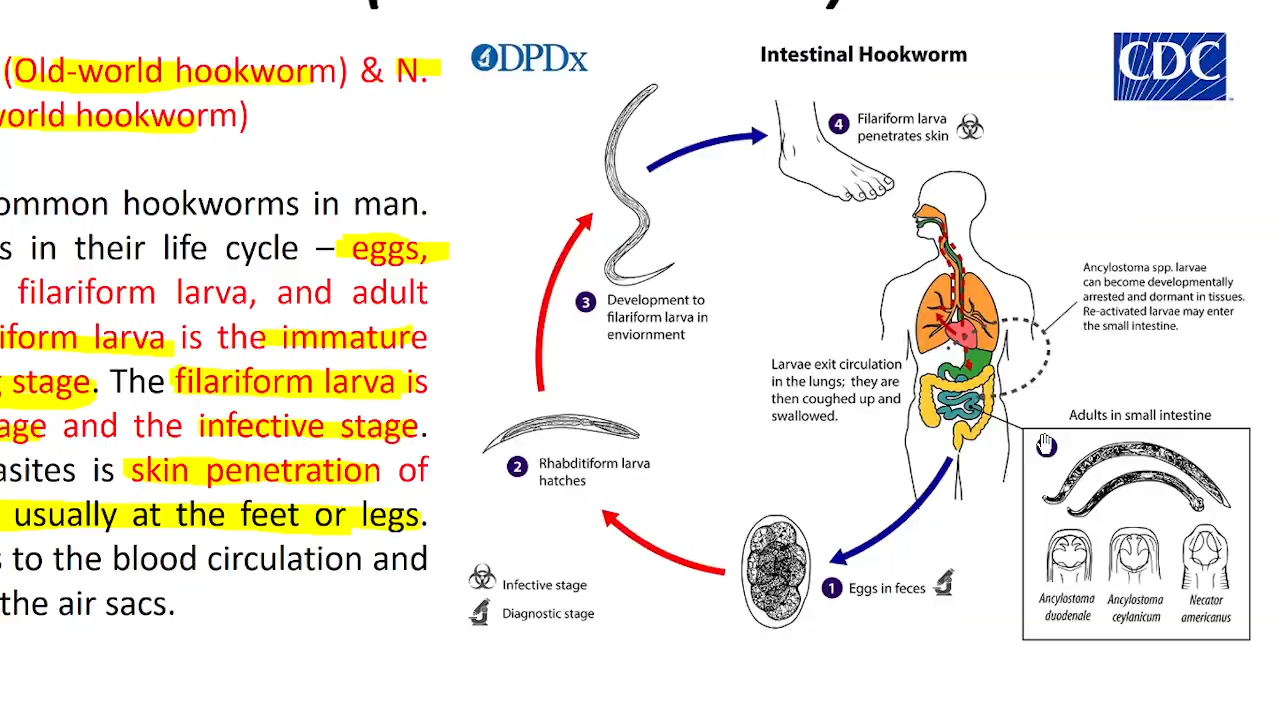 (Old-world hookworm) & N.
world hookworm)
ommon hookworms in man.
s in their life cycle – eggs,
filariform larva, and adult
iform larva is the immature
g stage. The filariform larva is
age and the infective stage.
asites is skin penetration of
usually at the feet or legs.
s to the blood circulation and
the air sacs.
DPDx
Intestinal Hookworm
CDC
4 Filariform larva
penetrates skin
3 Development to
filariform larva in
enviornment
Ancylostoma spp. larvae
can become developmentally
arrested and dormant in tissues.
Re-activated larvae may enter
the small intestine.
Larvae exit circulation
in the lungs; they are
then coughed up and
swallowed.
Adults in small intestine
2 Rhabditiform larva
hatches
1 Eggs in feces
Infective stage
Diagnostic stage
Ancylostoma
duodenale
Ancylostoma
ceylanicum
Necator
americanus